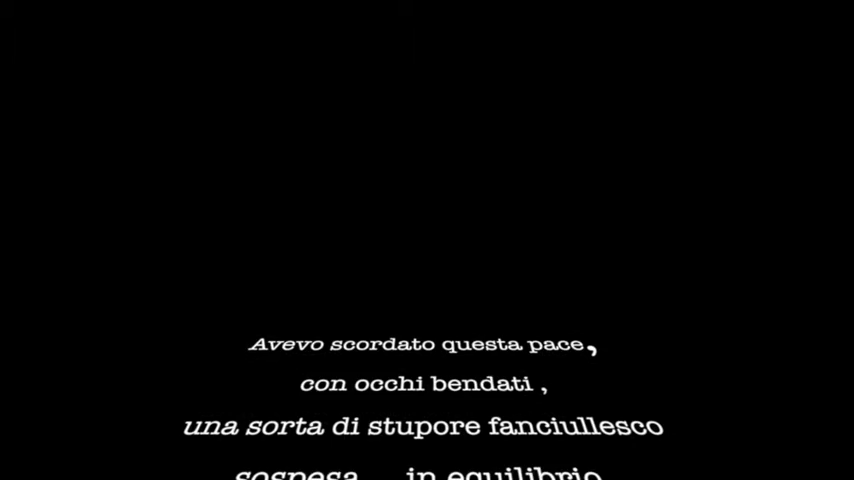 Avevo scordato questa pace,
con occhi bendati ,
una sorta di stupore fanciullesco
sospesa in equilibrio